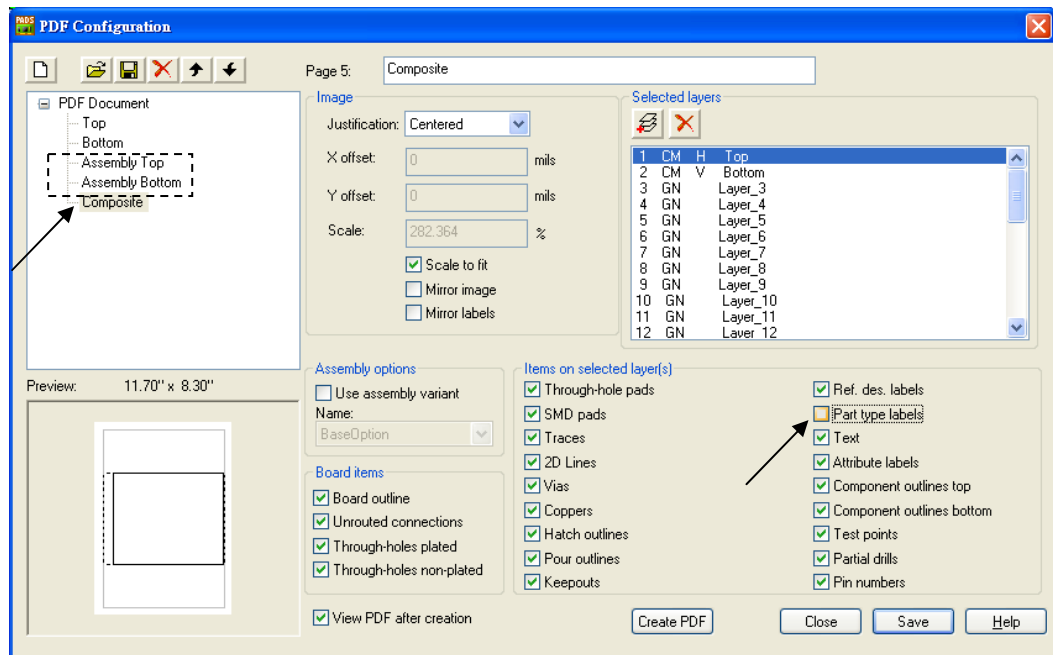 PADS PDF Configuration
Page 5: Composite
PDF Document
Top
Bottom
Assembly Top
Assembly Bottom
Composite
Image
Justification: Centered
X offset: 0 mils
Y offset: 0 mils
Scale: 282.364 %
Scale to fit
Mirror image
Mirror labels
Selected layers
1 CM H Top
2 CM V Bottom
3 GN Layer_3
4 GN Layer_4
5 GN Layer_5
6 GN Layer_6
7 GN Layer_7
8 GN Layer_8
9 GN Layer_9
10 GN Layer_10
11 GN Layer_11
12 GN Layer_12
Preview: 11.70" x 8.30"
Assembly options
Use assembly variant
Name:
BaseOption
Board items
Board outline
Unrouted connections
Through-holes plated
Through-holes non-plated
Items on selected layer(s)
Through-hole pads
SMD pads
Traces
2D Lines
Vias
Coppers
Hatch outlines
Pour outlines
Keepouts
Ref. des. labels
Part type labels
Text
Attribute labels
Component outlines top
Component outlines bottom
Test points
Partial drills
Pin numbers
View PDF after creation
Create PDF
Close
Save
Help